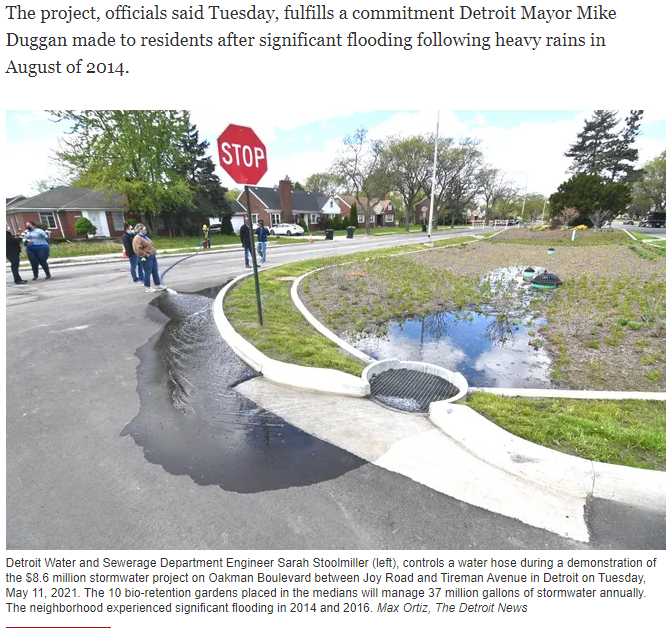 The project, officials said Tuesday, fulfills a commitment Detroit Mayor Mike
Duggan made to residents after significant flooding following heavy rains in
August of 2014.
STOP
Detroit Water and Sewerage Department Engineer Sarah Stoolmiller (left), controls a water hose during a demonstration of
the $8.6 million stormwater project on Oakman Boulevard between Joy Road and Tireman Avenue in Detroit on Tuesday,
May 11, 2021. The 10 bio-retention gardens placed in the medians will manage 37 million gallons of stormwater annually.
The neighborhood experienced significant flooding in 2014 and 2016. Max Ortiz, The Detroit News